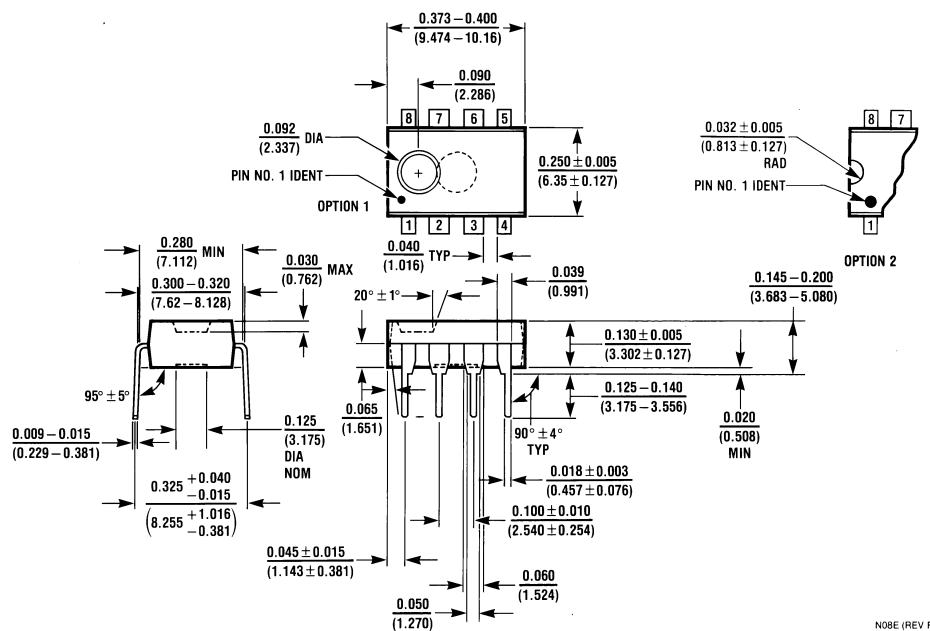 0.373 – 0.400
(9.474 – 10.16)
0.090
(2.286)
8 7 6 5
0.092 DIA
(2.337)
PIN NO. 1 IDENT
OPTION 1
+
0.250 ± 0.005
(6.35 ± 0.127)
1 2 3 4
8 7
0.032 ± 0.005
(0.813 ± 0.127)
RAD
PIN NO. 1 IDENT
1
OPTION 2
0.280 MIN
(7.112)
0.300 – 0.320
(7.62 – 8.128)
0.030 MAX
(0.762)
0.040 TYP
(1.016)
20° ± 1°
0.039
(0.991)
0.145 – 0.200
(3.683 – 5.080)
0.130 ± 0.005
(3.302 ± 0.127)
0.125 – 0.140
(3.175 – 3.556)
0.020
(0.508)
MIN
95° ± 5°
0.009 – 0.015
(0.229 – 0.381)
0.125
(3.175)
DIA
NOM
0.065
(1.651)
90° ± 4°
TYP
0.325 +0.040 −0.015
(8.255 +1.016 −0.381)
0.018 ± 0.003
(0.457 ± 0.076)
0.100 ± 0.010
(2.540 ± 0.254)
0.045 ± 0.015
(1.143 ± 0.381)
0.060
(1.524)
0.050
(1.270)
N08E (REV F